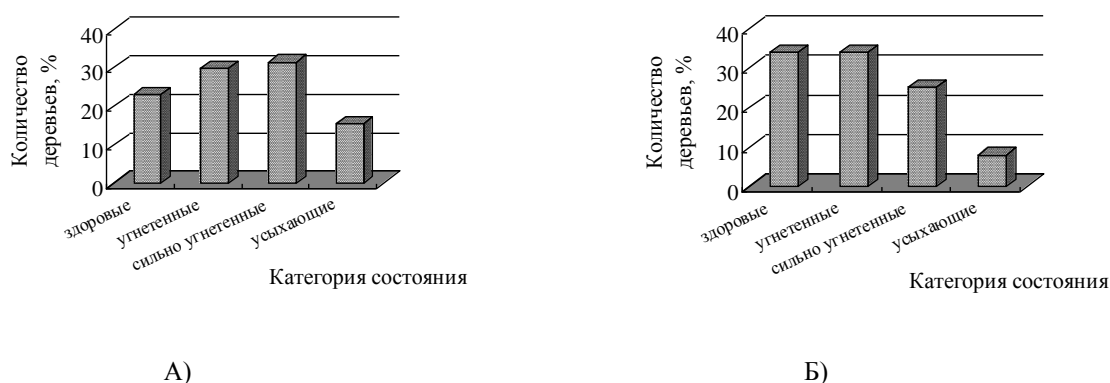 Количество
деревьев, %
40
30
20
10
0
здоровые
угнетенные
сильно угнетенные
усыхающие
Категория состояния
А)
Количество
деревьев, %
40
30
20
10
0
здоровые
угнетенные
сильно угнетенные
усыхающие
Категория состояния
Б)